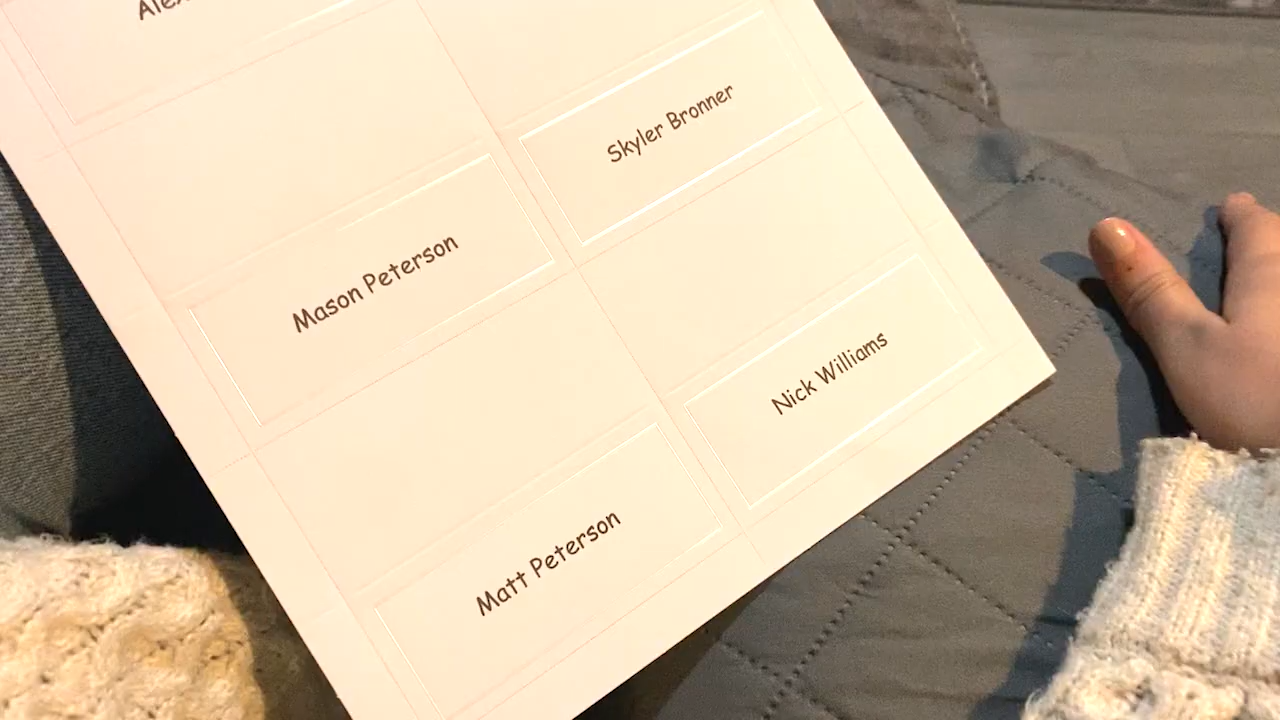 Skyler Bronner
Mason Peterson
Nick Williams
Matt Peterson